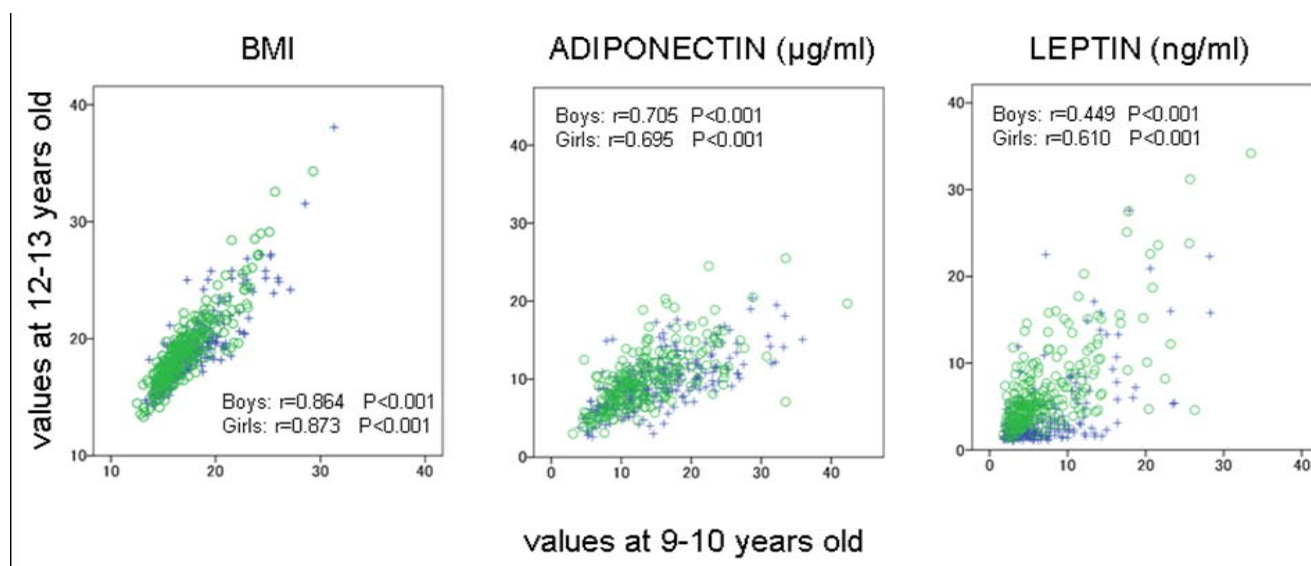 BMI
ADIPONECTIN (µg/ml)
LEPTIN (ng/ml)
values at 12-13 years old
40
30
20
10
10
20
30
40
Boys: r=0.864 P<0.001
Girls: r=0.873 P<0.001
Boys: r=0.705 P<0.001
Girls: r=0.695 P<0.001
40
30
20
10
0
0
10
20
30
40
Boys: r=0.449 P<0.001
Girls: r=0.610 P<0.001
40
30
20
10
0
0
10
20
30
40
values at 9-10 years old